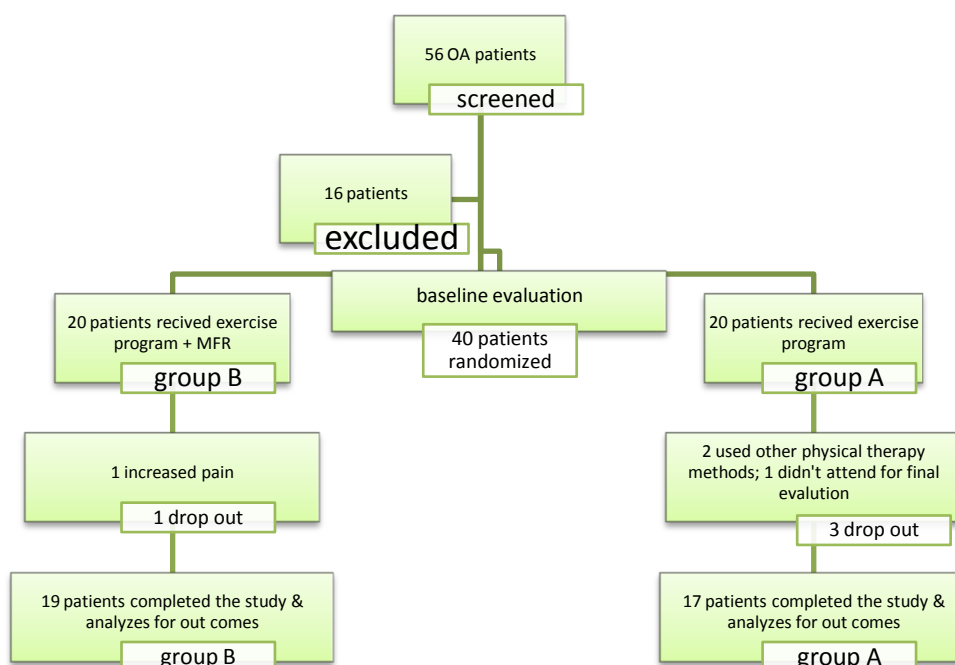 56 OA patients
screened
16 patients
excluded
baseline evaluation
40 patients
randomized
20 patients recived exercise
program + MFR
group B
20 patients recived exercise
program
group A
1 increased pain
1 drop out
2 used other physical therapy
methods; 1 didn't attend for final
evalution
3 drop out
19 patients completed the study &
analyzes for out comes
group B
17 patients completed the study &
analyzes for out comes
group A